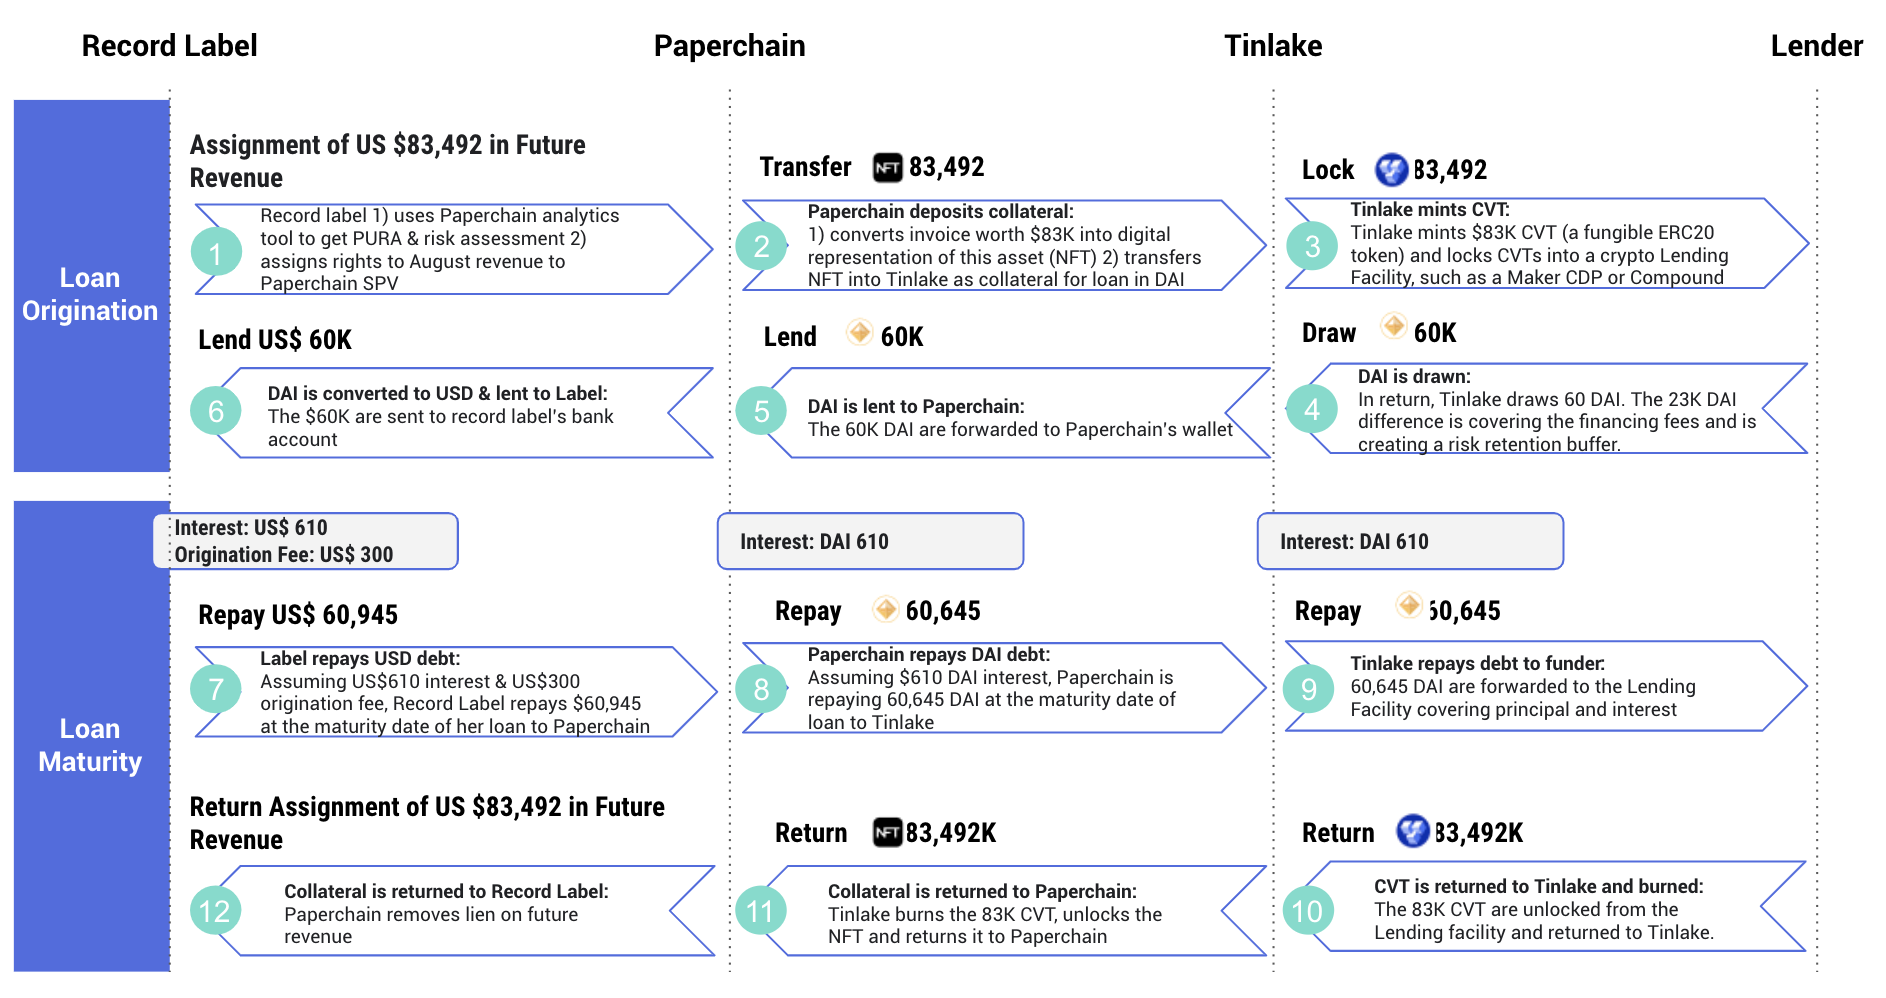 Record Label
Paperchain
Tinlake
Lender
Loan
Origination
Assignment of US $83,492 in Future
Revenue
1
Record label 1) uses Paperchain analytics
tool to get PURA & risk assessment 2)
assigns rights to August revenue to
Paperchain SPV
Transfer NFT 83,492
2
Paperchain deposits collateral:
1) converts invoice worth $83K into digital
representation of this asset (NFT) 2) transfers
NFT into Tinlake as collateral for loan in DAI
Lock 83,492
3
Tinlake mints CVT:
Tinlake mints $83K CVT (a fungible ERC20
token) and locks CVTs into a crypto Lending
Facility, such as a Maker CDP or Compound
Lend US$ 60K
6
DAI is converted to USD & lent to Label:
The $60K are sent to record label's bank
account
Lend 60K
5
DAI is lent to Paperchain:
The 60K DAI are forwarded to Paperchain's wallet
Draw 60K
4
DAI is drawn:
In return, Tinlake draws 60 DAI. The 23K DAI
difference is covering the financing fees and is
creating a risk retention buffer.
Loan
Maturity
Interest: US$ 610
Origination Fee: US$ 300
Interest: DAI 610
Interest: DAI 610
Repay US$ 60,945
7
Label repays USD debt:
Assuming US$610 interest & US$300
origination fee, Record Label repays $60,945
at the maturity date of her loan to Paperchain
Repay 60,645
8
Paperchain repays DAI debt:
Assuming $610 DAI interest, Paperchain is
repaying 60,645 DAI at the maturity date of
loan to Tinlake
Repay 60,645
9
Tinlake repays debt to funder:
60,645 DAI are forwarded to the Lending
Facility covering principal and interest
Return Assignment of US $83,492 in Future
Revenue
12
Collateral is returned to Record Label:
Paperchain removes lien on future
revenue
Return NFT 83,492K
11
Collateral is returned to Paperchain:
Tinlake burns the 83K CVT, unlocks the
NFT and returns it to Paperchain
Return 83,492K
10
CVT is returned to Tinlake and burned:
The 83K CVT are unlocked from the
Lending facility and returned to Tinlake.